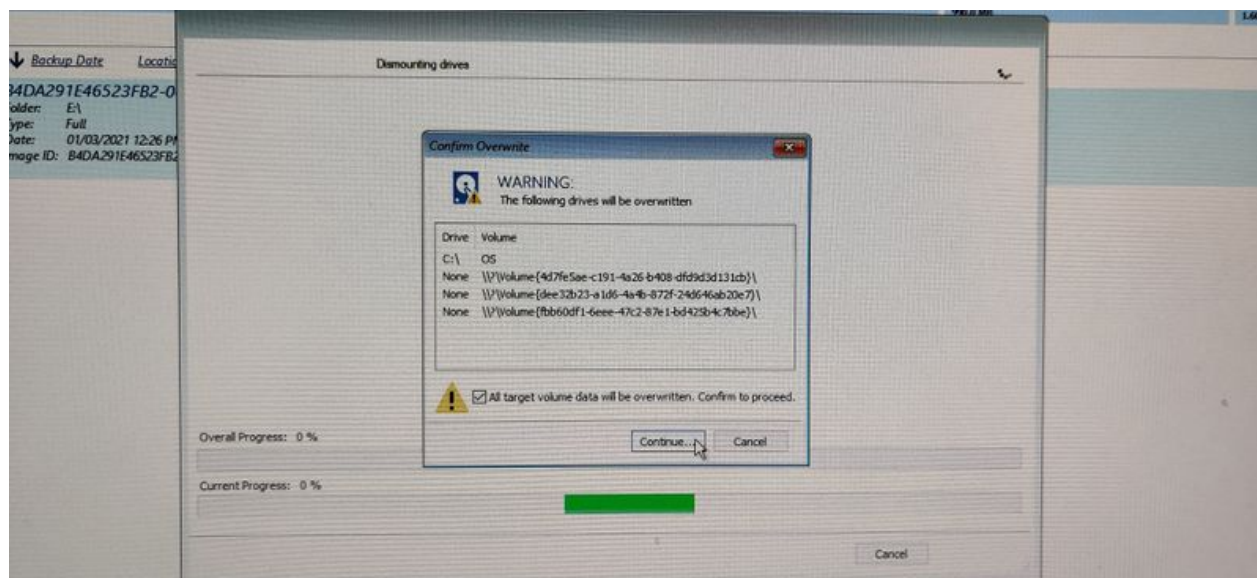 Backup Date Locatio
B4DA291E46523FB2-0
Folder: E:\
Type: Full
Date: 01/03/2021 12:26 PM
Image ID: B4DA291E46523FB2
Dismounting drives
Confirm Overwrite
WARNING:
The following drives will be overwritten
Drive Volume
C:\ OS
None \\?\Volume{4d7fe5ae-c191-4a26-b408-dfd9d3d131cb}\
None \\?\Volume{dee32b23-a1d6-4a4b-872f-24d646ab20e7}\
None \\?\Volume{fbb60df1-6eee-47c2-87e1-bd425b4c7bbe}\
All target volume data will be overwritten. Confirm to proceed.
Continue... Cancel
Overall Progress: 0 %
Current Progress: 0 %
Cancel